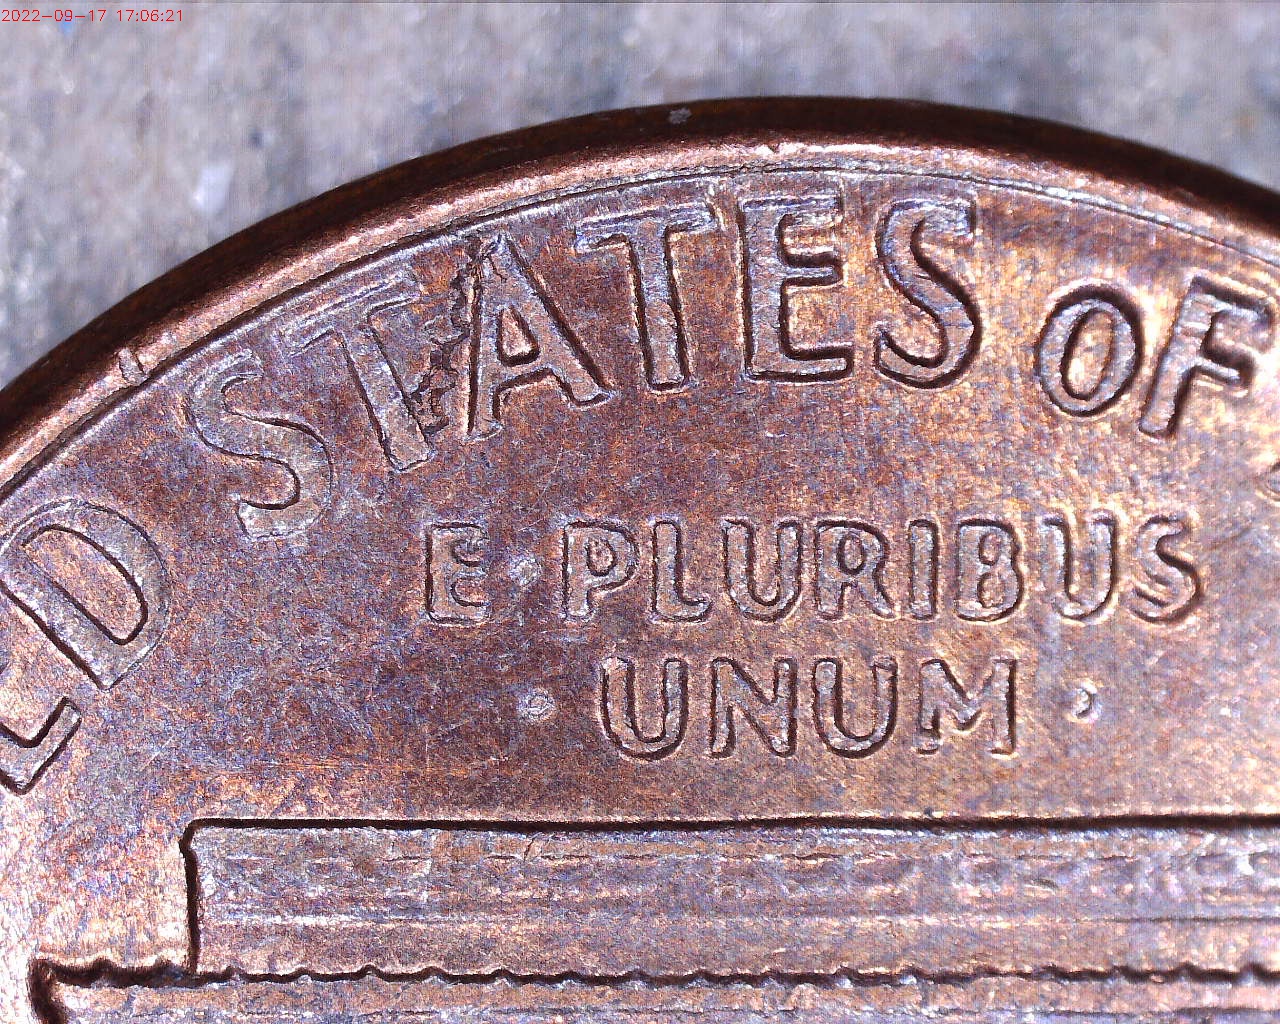 2022-09-17 17:06:21
ED STATES OF
E PLURIBUS
· UNUM ·